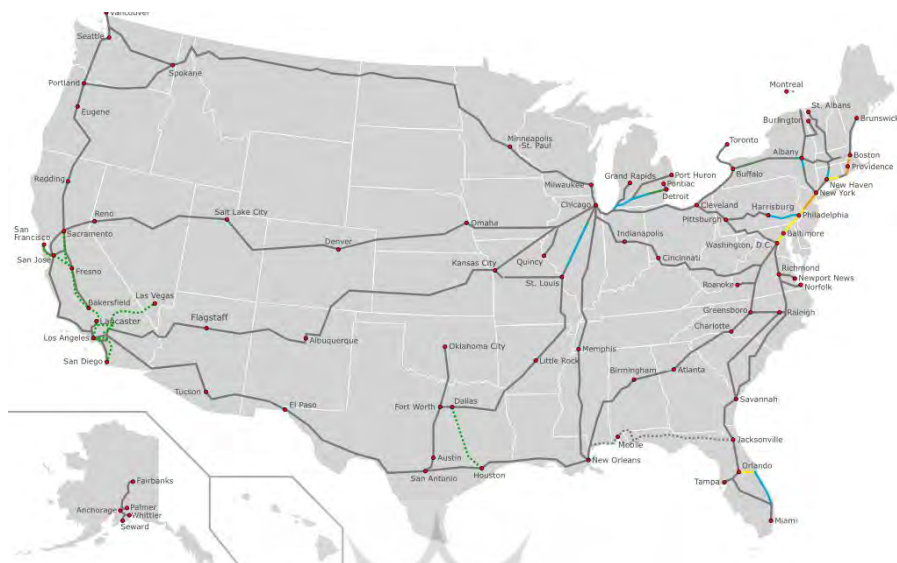 Vancouver
Seattle
Spokane
Portland
Eugene
Redding
Reno
Sacramento
San
Francisco
San Jose
Fresno
Bakersfield
Las Vegas
Lancaster
Los Angeles
San Diego
Salt Lake City
Denver
Omaha
Flagstaff
Albuquerque
Tucson
El Paso
Minneapolis
-St. Paul
Milwaukee
Chicago
Grand Rapids
Port Huron
Pontiac
Detroit
Kansas City
Quincy
St. Louis
Indianapolis
Cincinnati
Oklahoma City
Little Rock
Memphis
Fort Worth
Dallas
Austin
San Antonio
Houston
New Orleans
Mobile
Birmingham
Atlanta
Montreal
St. Albans
Burlington
Brunswick
Toronto
Albany
Boston
Providence
Buffalo
New Haven
New York
Cleveland
Harrisburg
Pittsburgh
Philadelphia
Baltimore
Washington, D.C.
Richmond
Newport News
Norfolk
Roanoke
Greensboro
Raleigh
Charlotte
Savannah
Jacksonville
Orlando
Tampa
Miami
Fairbanks
Anchorage
Palmer
Whittier
Seward